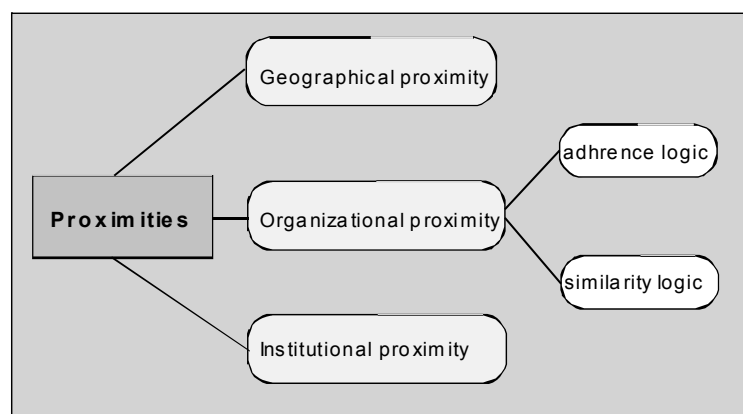 Geographical proximity
adhrence logic
Proximities
Organizational proximity
similarity logic
Institutional proximity